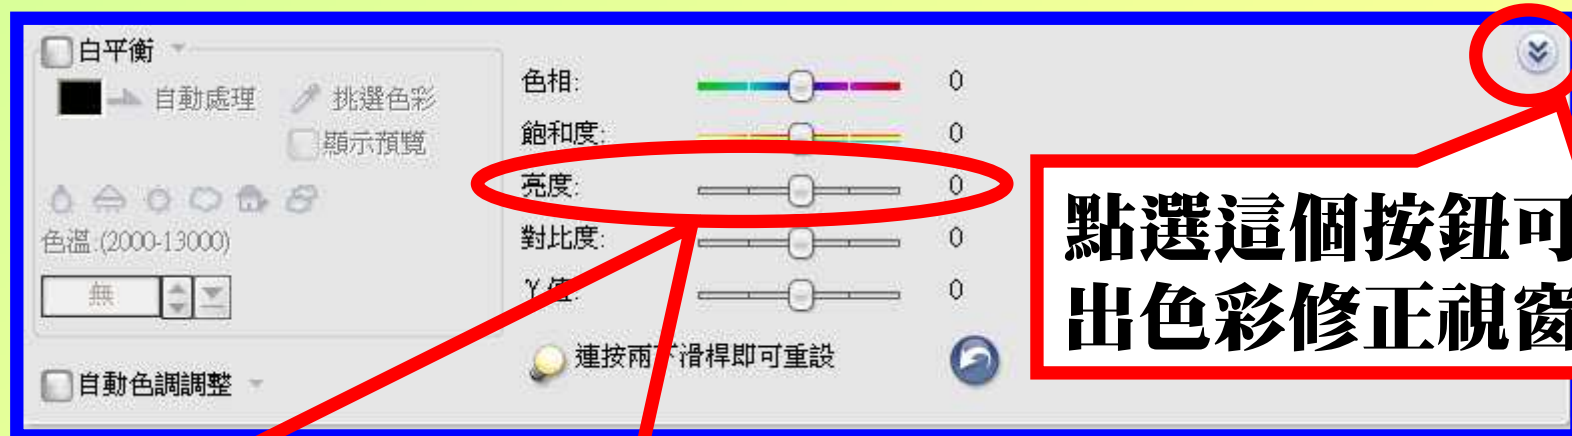 白平衡
自動處理
挑選色彩
顯示預覽
色溫:(2000-13000)
無
自動色調調整
色相: 0
飽和度: 0
亮度: 0
對比度: 0
γ值: 0
連按兩下滑桿即可重設
點選這個按鈕可
出色彩修正視窗